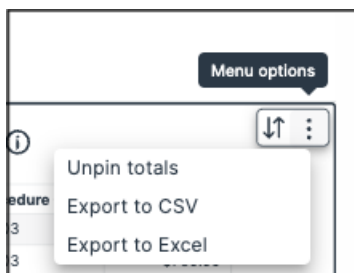 Menu options
Unpin totals
edure
Export to CSV
3
Export to Excel
3